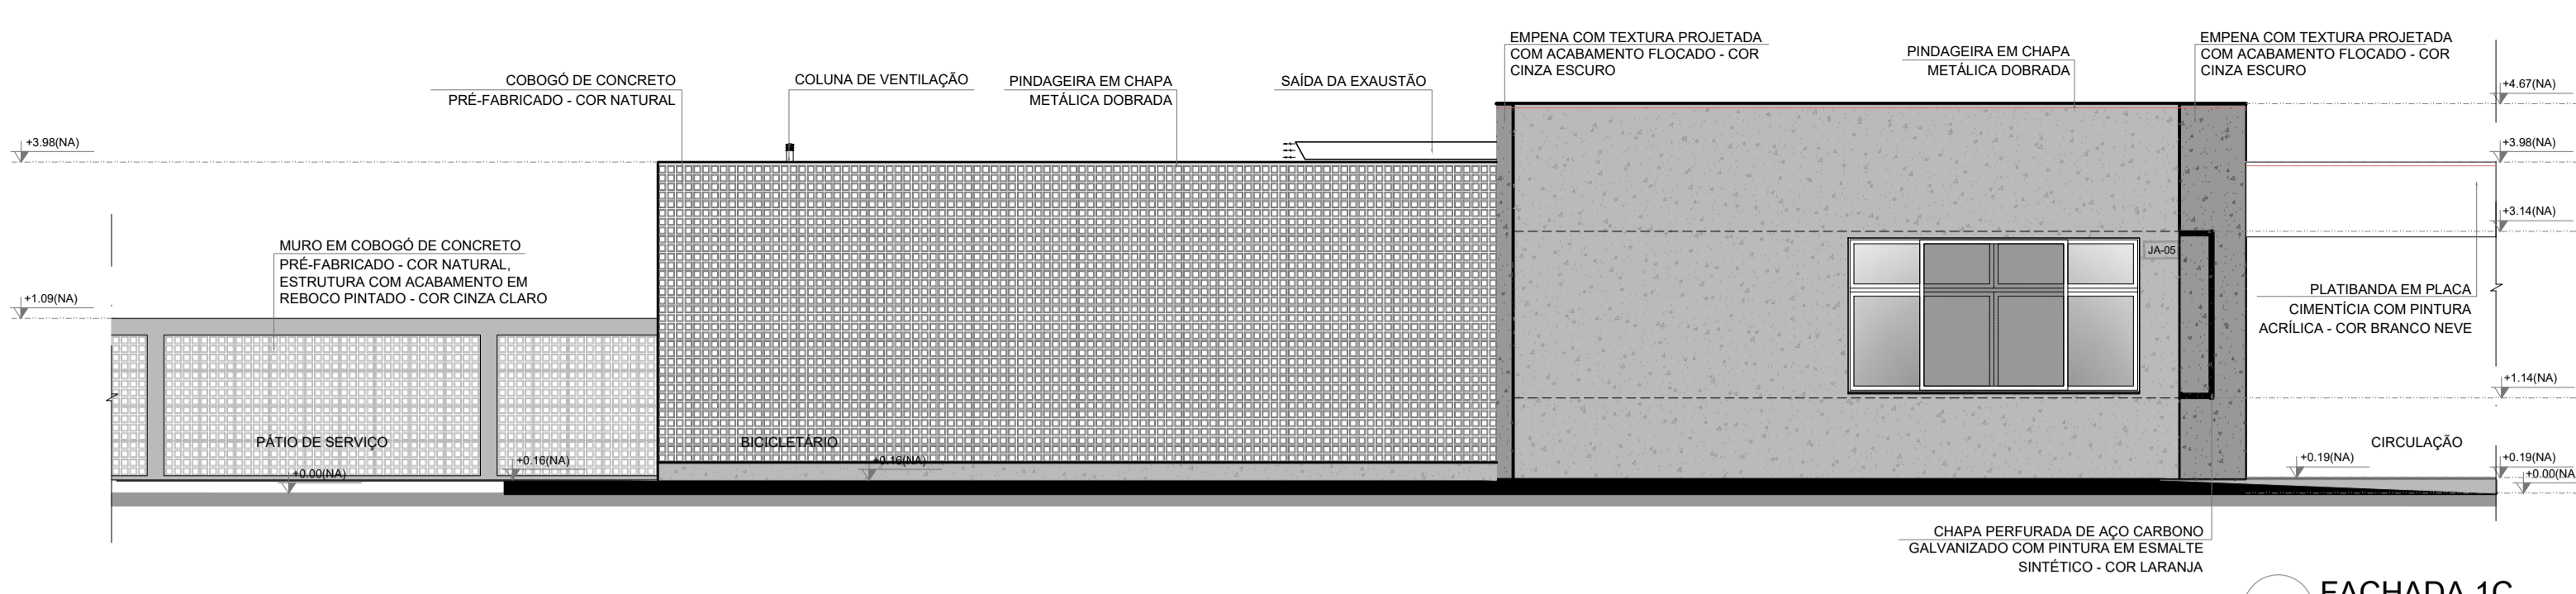 EMPENA COM TEXTURA PROJETADA
COM ACABAMENTO FLOCADO - COR
CINZA ESCURO
PINDAGEIRA EM CHAPA
METÁLICA DOBRADA
EMPENA COM TEXTURA PROJETADA
COM ACABAMENTO FLOCADO - COR
CINZA ESCURO
COBOGÓ DE CONCRETO
PRÉ-FABRICADO - COR NATURAL
COLUNA DE VENTILAÇÃO
PINDAGEIRA EM CHAPA
METÁLICA DOBRADA
SAÍDA DA EXAUSTÃO
+4.67(NA)
+3.98(NA)
+3.98(NA)
+3.14(NA)
MURO EM COBOGÓ DE CONCRETO
PRÉ-FABRICADO - COR NATURAL,
ESTRUTURA COM ACABAMENTO EM
REBOCO PINTADO - COR CINZA CLARO
JA-05
+1.09(NA)
PLATIBANDA EM PLACA
CIMENTÍCIA COM PINTURA
ACRÍLICA - COR BRANCO NEVE
+1.14(NA)
PÁTIO DE SERVIÇO
BICICLETÁRIO
CIRCULAÇÃO
+0.00(NA)
+0.16(NA)
+0.16(NA)
+0.19(NA)
+0.19(NA)
+0.00(NA
CHAPA PERFURADA DE AÇO CARBONO
GALVANIZADO COM PINTURA EM ESMALTE
SINTÉTICO - COR LARANJA
FACHADA 1C